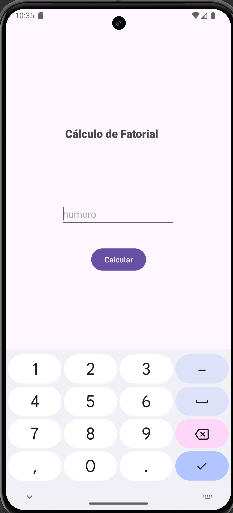 10:35
Cálculo de Fatorial
numero
Calcular
1 2 3 –
4 5 6
7 8 9
, 0 .